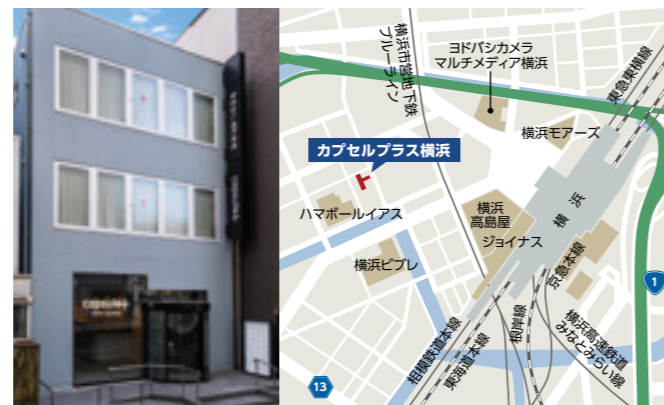 横浜市営地下鉄
ブルーライン
ヨドバシカメラ
マルチメディア横浜
東急東横線
横浜モアーズ
カプセルプラス横浜
ハマボールイアス
横浜
高島屋
ジョイナス
横浜
横浜ビブレ
京急本線
1
根岸線
相模鉄道本線
東海道本線
横浜高速鉄道
みなとみらい線
13